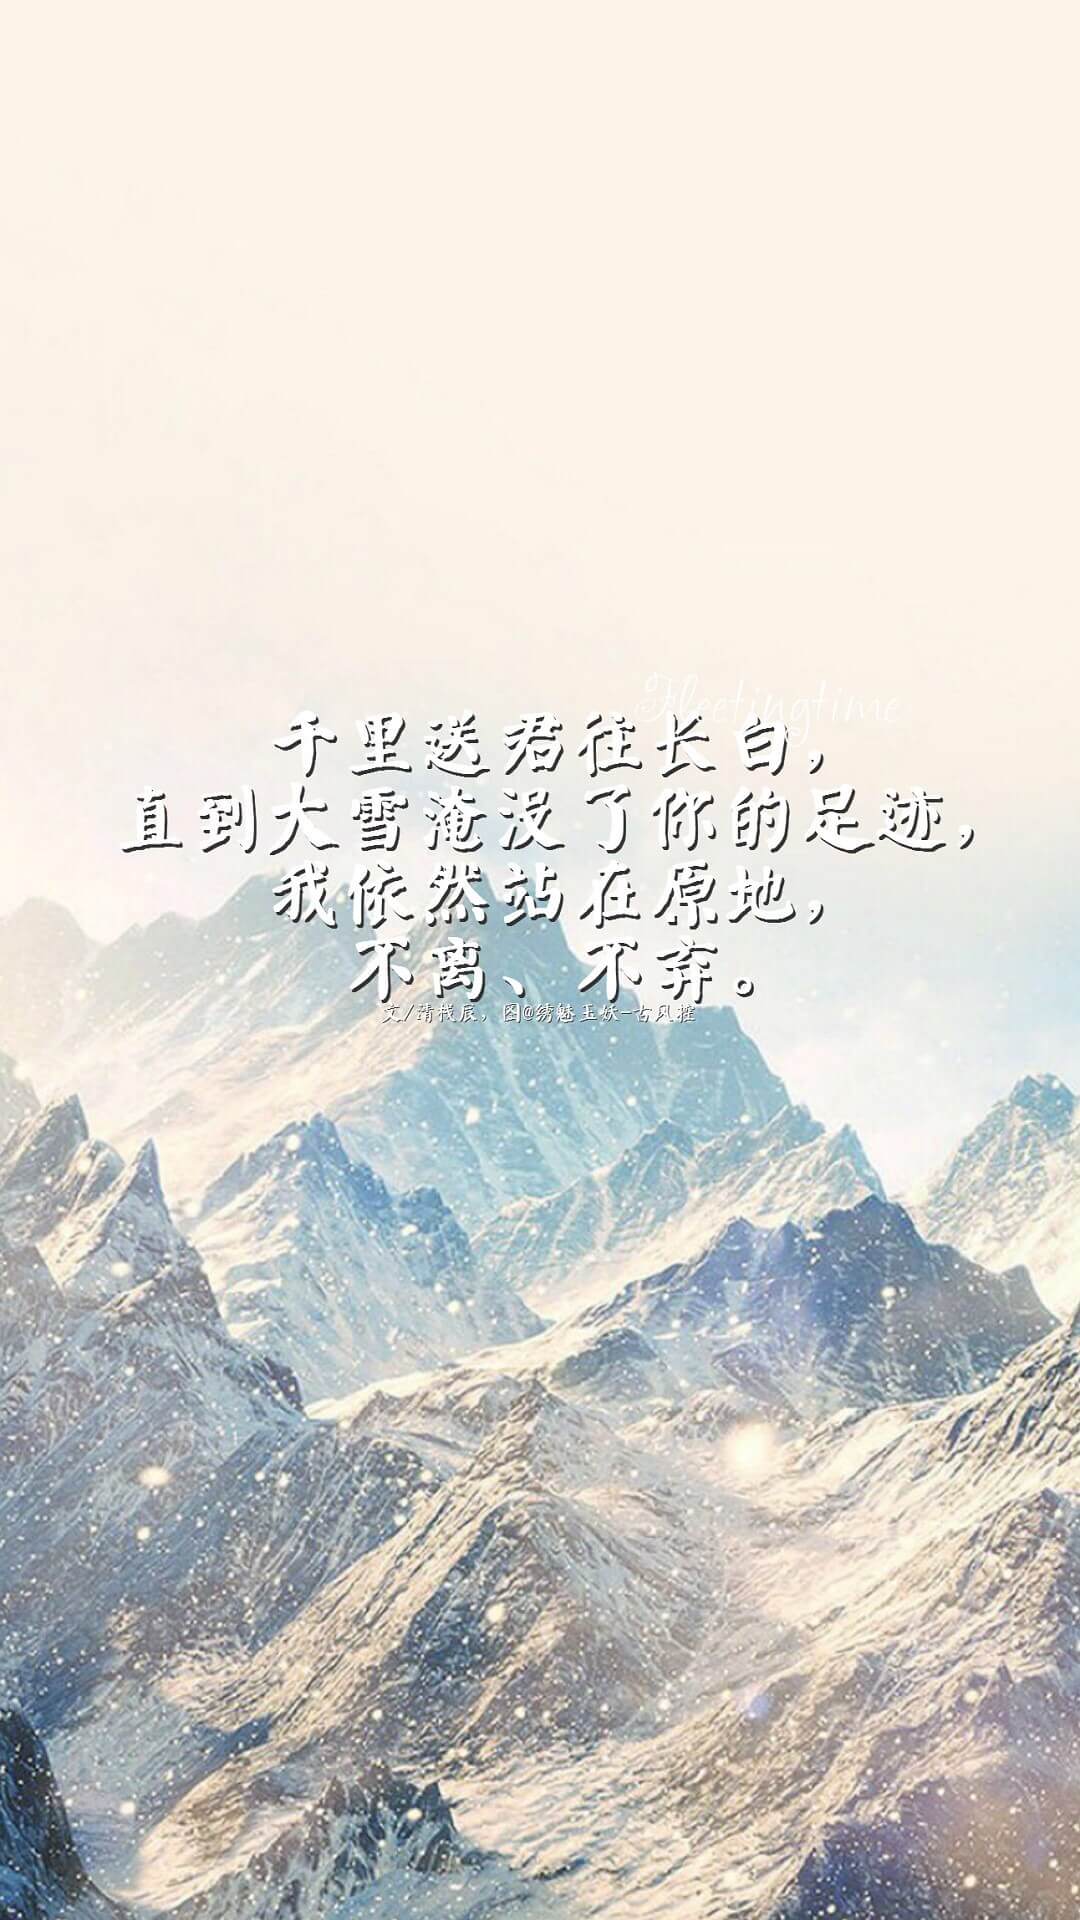 Fleetingtime
千里送君往长白，
直到大雪淹没了你的足迹，
我依然站在原地，
不离、不弃。
文/清栈辰，图@绣魅玉妖-古风控